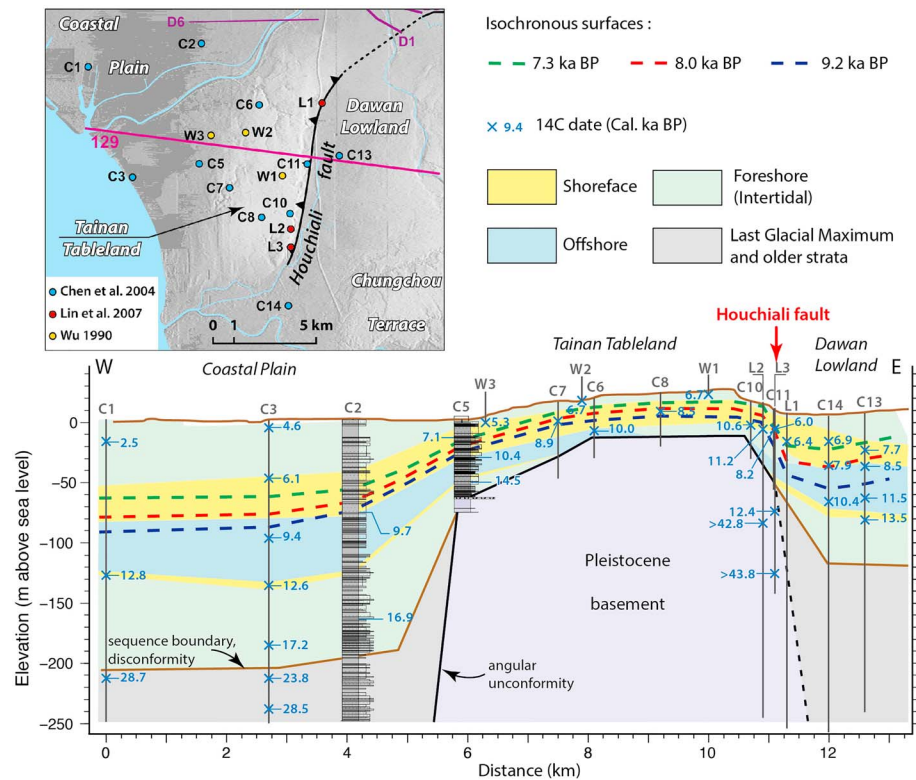 Coastal
Plain
D6
D1
C2
C1
C6
L1
Dawan
Lowland
W3
W2
129
C5
C11
C13
C3
W1
C7
fault
C10
C8
L2
Tainan
Tableland
L3
Houchiali
C14
Chungchou
Terrace
Chen et al. 2004
Lin et al. 2007
Wu 1990
0 1 5 km
Isochronous surfaces :
7.3 ka BP 8.0 ka BP 9.2 ka BP
9.4 14C date (Cal. ka BP)
Shoreface
Foreshore
(Intertidal)
Offshore
Last Glacial Maximum
and older strata
Houchiali fault
W
Coastal Plain
Tainan Tableland
Dawan
Lowland
E
C1
C3
C2
C5
W3
C7
W2
C6
C8
W1
C10
L2
L3
C11
L1
C14
C13
Elevation (m above sea level)
0
−50
−100
−150
−200
−250
2.5
12.8
28.7
4.6
6.1
9.4
12.6
17.2
23.8
28.5
9.7
16.9
7.1
5.3
10.4
14.5
8.9
6.7
10.0
8.3
6.7
10.6
11.2
8.2
6.0
6.4
12.4
>42.8
>43.8
6.9
7.9
10.4
7.7
8.5
11.5
13.5
sequence boundary,
disconformity
angular
unconformity
Pleistocene
basement
0 2 4 6 8 10 12
Distance (km)